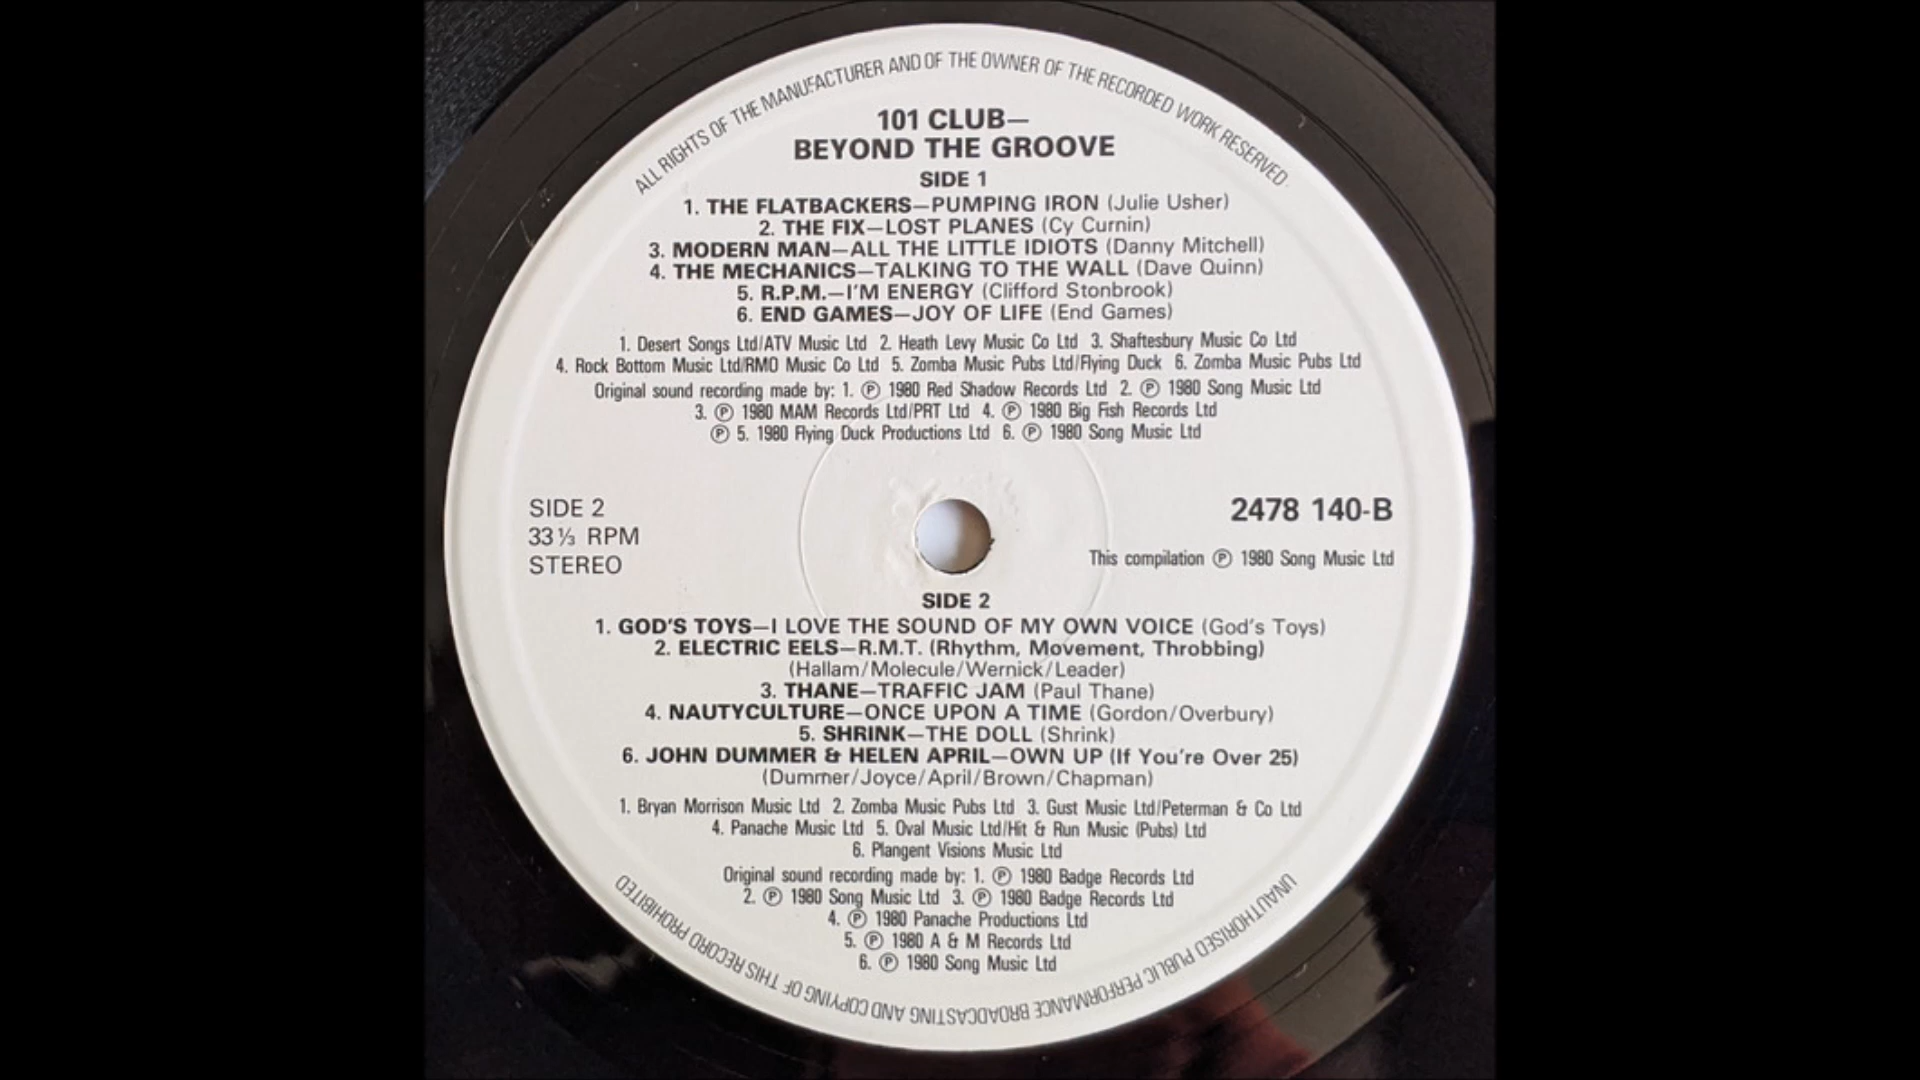 ALL RIGHTS OF THE MANUFACTURER AND OF THE OWNER OF THE RECORDED WORK RESERVED
101 CLUB—
BEYOND THE GROOVE
SIDE 1
1. THE FLATBACKERS—PUMPING IRON (Julie Usher)
2. THE FIX—LOST PLANES (Cy Curnin)
3. MODERN MAN—ALL THE LITTLE IDIOTS (Danny Mitchell)
4. THE MECHANICS—TALKING TO THE WALL (Dave Quinn)
5. R.P.M.—I'M ENERGY (Clifford Stonbrook)
6. END GAMES—JOY OF LIFE (End Games)
1. Desert Songs Ltd/ATV Music Ltd 2. Heath Levy Music Co Ltd 3. Shaftesbury Music Co Ltd
4. Rock Bottom Music Ltd/RMO Music Co Ltd 5. Zomba Music Pubs Ltd/Flying Duck 6. Zomba Music Pubs Ltd
Original sound recording made by: 1. ℗ 1980 Red Shadow Records Ltd 2. ℗ 1980 Song Music Ltd
3. ℗ 1980 MAM Records Ltd/PRT Ltd 4. ℗ 1980 Big Fish Records Ltd
℗ 5. 1980 Flying Duck Productions Ltd 6. ℗ 1980 Song Music Ltd
SIDE 2
33⅓ RPM
STEREO
2478 140-B
This compilation ℗ 1980 Song Music Ltd
SIDE 2
1. GOD'S TOYS—I LOVE THE SOUND OF MY OWN VOICE (God's Toys)
2. ELECTRIC EELS—R.M.T. (Rhythm, Movement, Throbbing)
(Hallam/Molecule/Wernick/Leader)
3. THANE—TRAFFIC JAM (Paul Thane)
4. NAUTYCULTURE—ONCE UPON A TIME (Gordon/Overbury)
5. SHRINK—THE DOLL (Shrink)
6. JOHN DUMMER & HELEN APRIL—OWN UP (If You're Over 25)
(Dummer/Joyce/April/Brown/Chapman)
1. Bryan Morrison Music Ltd 2. Zomba Music Pubs Ltd 3. Gust Music Ltd/Peterman & Co Ltd
4. Panache Music Ltd 5. Oval Music Ltd/Hit & Run Music (Pubs) Ltd
6. Plangent Visions Music Ltd
Original sound recording made by: 1. ℗ 1980 Badge Records Ltd
2. ℗ 1980 Song Music Ltd 3. ℗ 1980 Badge Records Ltd
4. ℗ 1980 Panache Productions Ltd
5. ℗ 1980 A & M Records Ltd
6. ℗ 1980 Song Music Ltd
UNAUTHORISED PUBLIC PERFORMANCE BROADCASTING AND COPYING OF THIS RECORD PROHIBITED